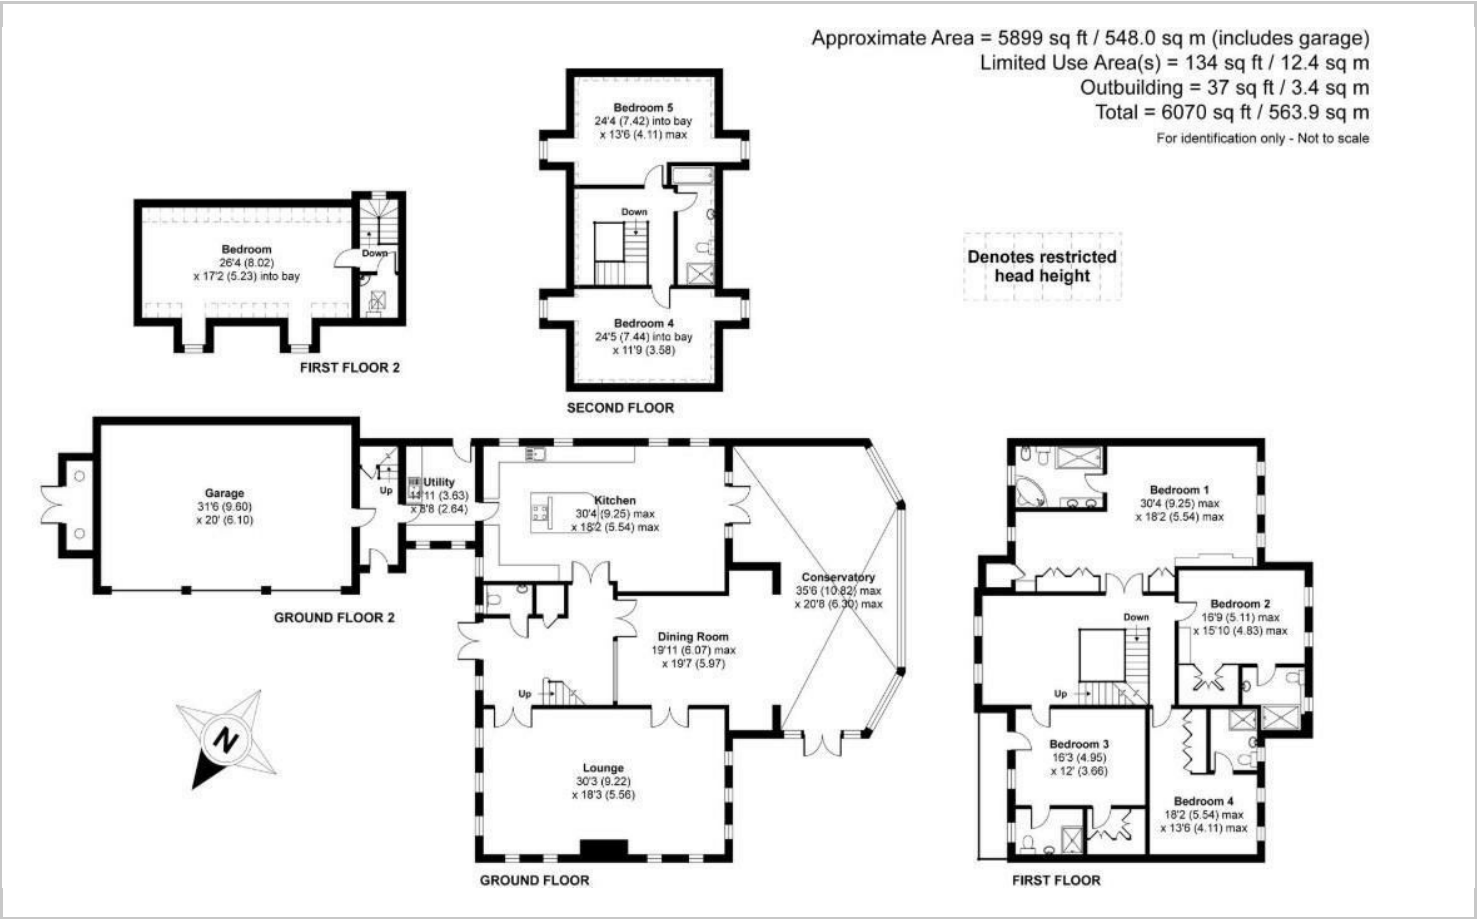 Approximate Area = 5899 sq ft / 548.0 sq m (includes garage)
Limited Use Area(s) = 134 sq ft / 12.4 sq m
Outbuilding = 37 sq ft / 3.4 sq m
Total = 6070 sq ft / 563.9 sq m
For identification only - Not to scale
Bedroom 5
24'4 (7.42) into bay
x 13'6 (4.11) max
Down
Bedroom 4
24'5 (7.44) into bay
x 11'9 (3.58)
SECOND FLOOR
Bedroom
26'4 (8.02)
x 17'2 (5.23) into bay
Down
FIRST FLOOR 2
Denotes restricted
head height
Garage
31'6 (9.60)
x 20' (6.10)
Up
GROUND FLOOR 2
Utility
11'11 (3.63)
x 8'8 (2.64)
Kitchen
30'4 (9.25) max
x 18'2 (5.54) max
Conservatory
35'6 (10.82) max
x 20'8 (6.30) max
Dining Room
19'11 (6.07) max
x 19'7 (5.97)
Up
Lounge
30'3 (9.22)
x 18'3 (5.56)
GROUND FLOOR
N
Bedroom 1
30'4 (9.25) max
x 18'2 (5.54) max
Bedroom 2
16'9 (5.11) max
x 15'10 (4.83) max
Down
Up
Bedroom 3
16'3 (4.95)
x 12' (3.66)
Bedroom 4
18'2 (5.54) max
x 13'6 (4.11) max
FIRST FLOOR